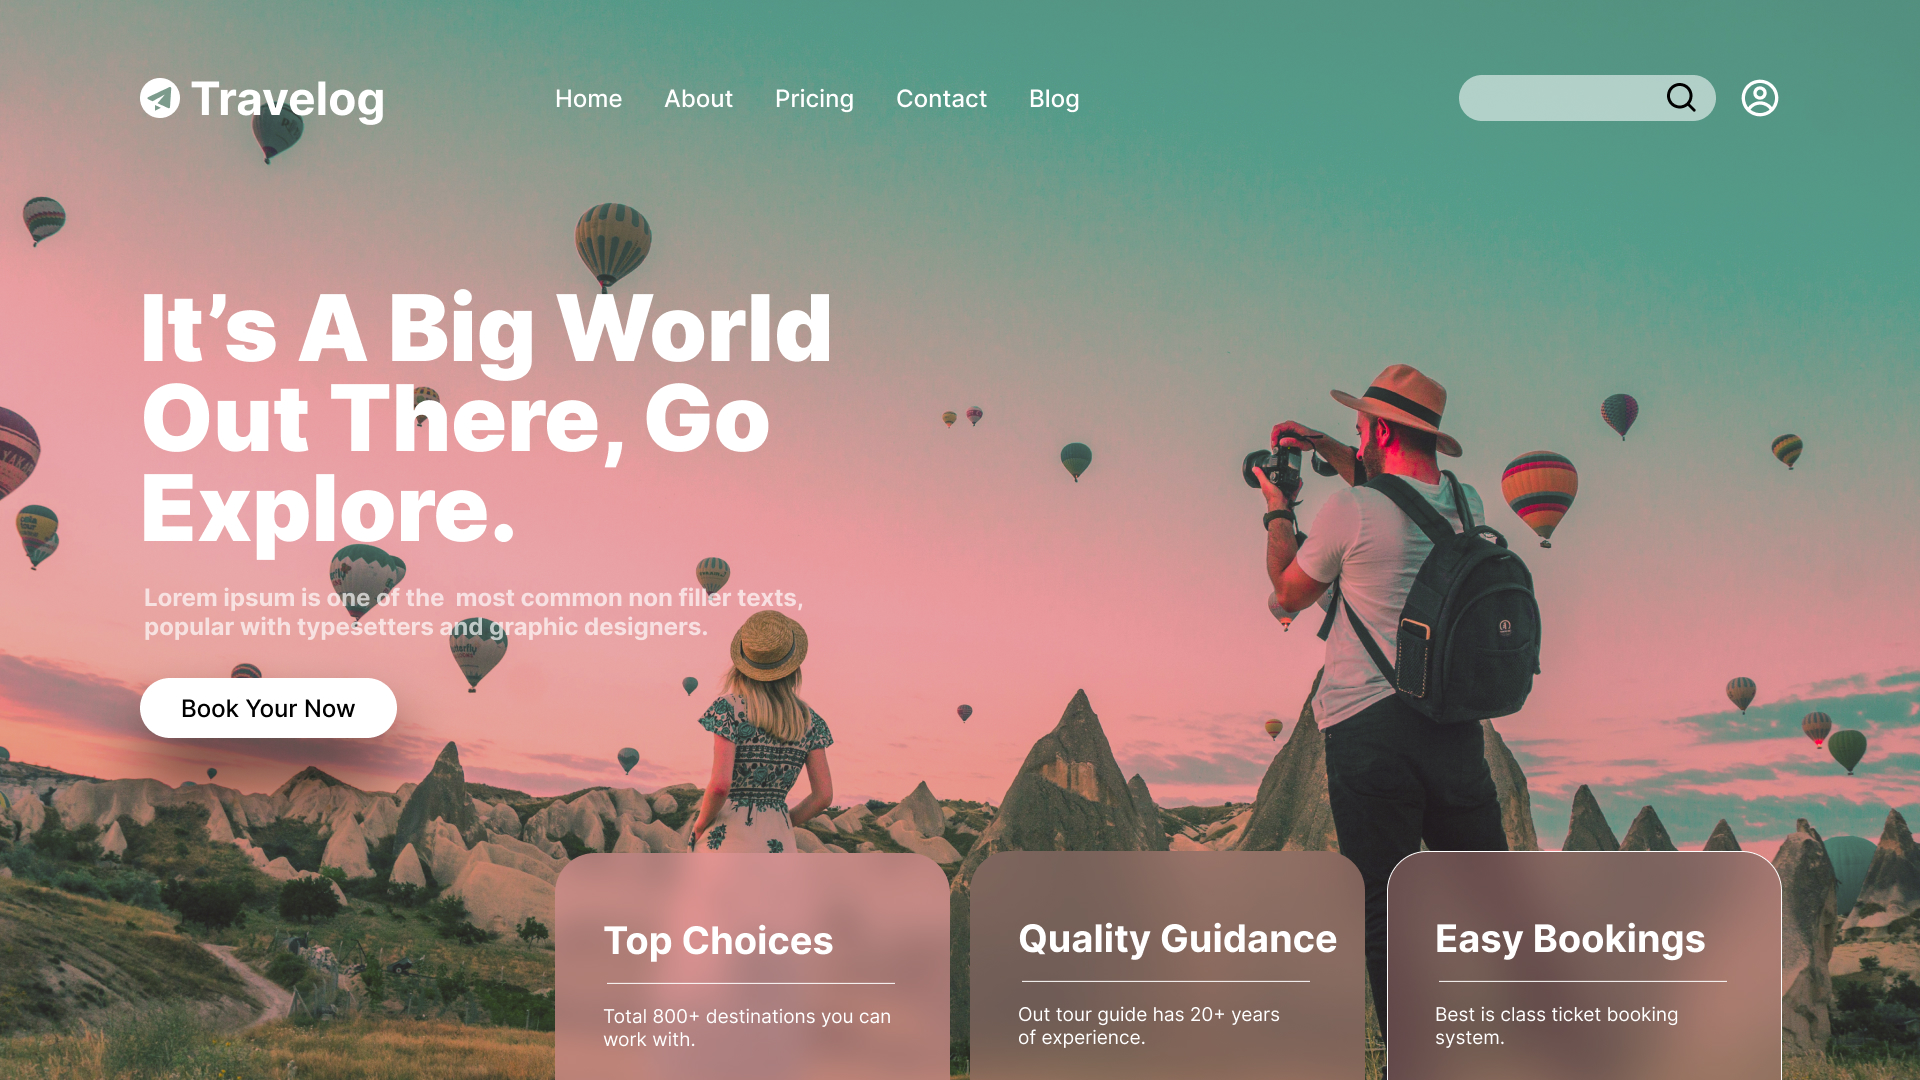 Travelog
Home About Pricing Contact Blog
It’s A Big World
Out There, Go
Explore.
Lorem ipsum is one of the  most common non filler texts,
popular with typesetters and graphic designers.
Book Your Now
Top Choices
Total 800+ destinations you can
work with.
Quality Guidance
Out tour guide has 20+ years
of experience.
Easy Bookings
Best is class ticket booking
system.